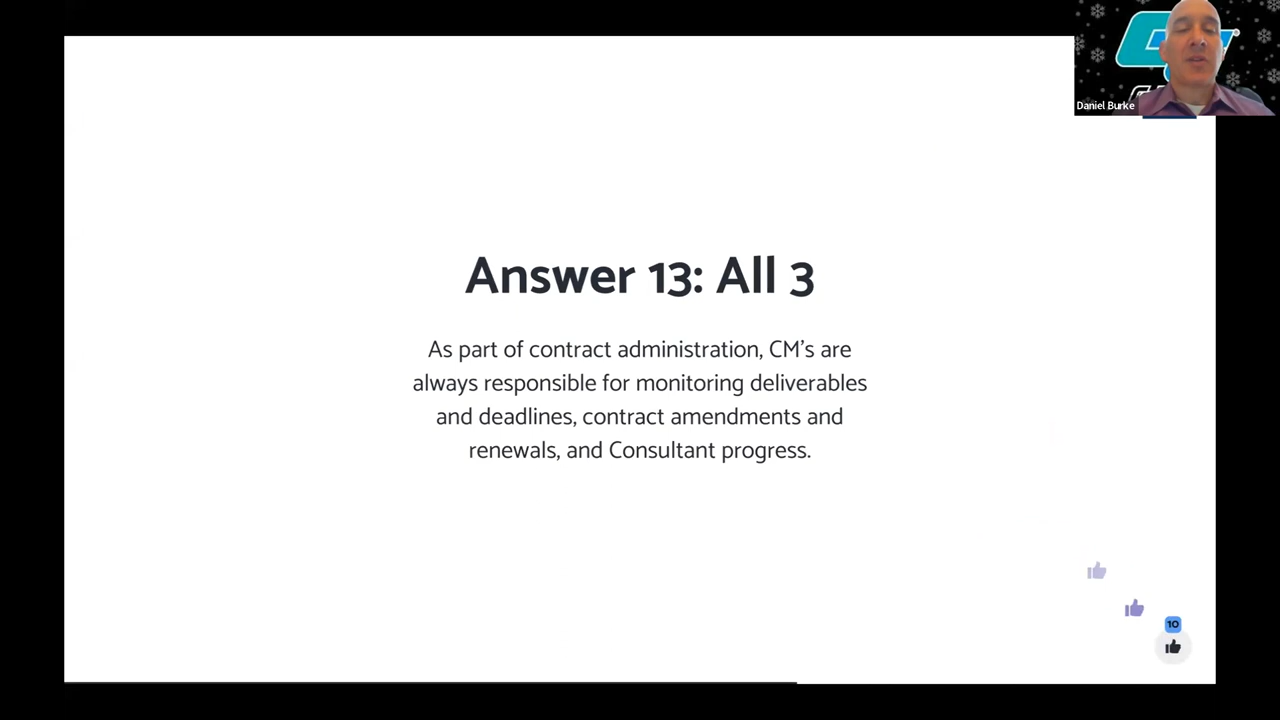 Daniel Burke
Answer 13: All 3
As part of contract administration, CM's are
always responsible for monitoring deliverables
and deadlines, contract amendments and
renewals, and Consultant progress.
10